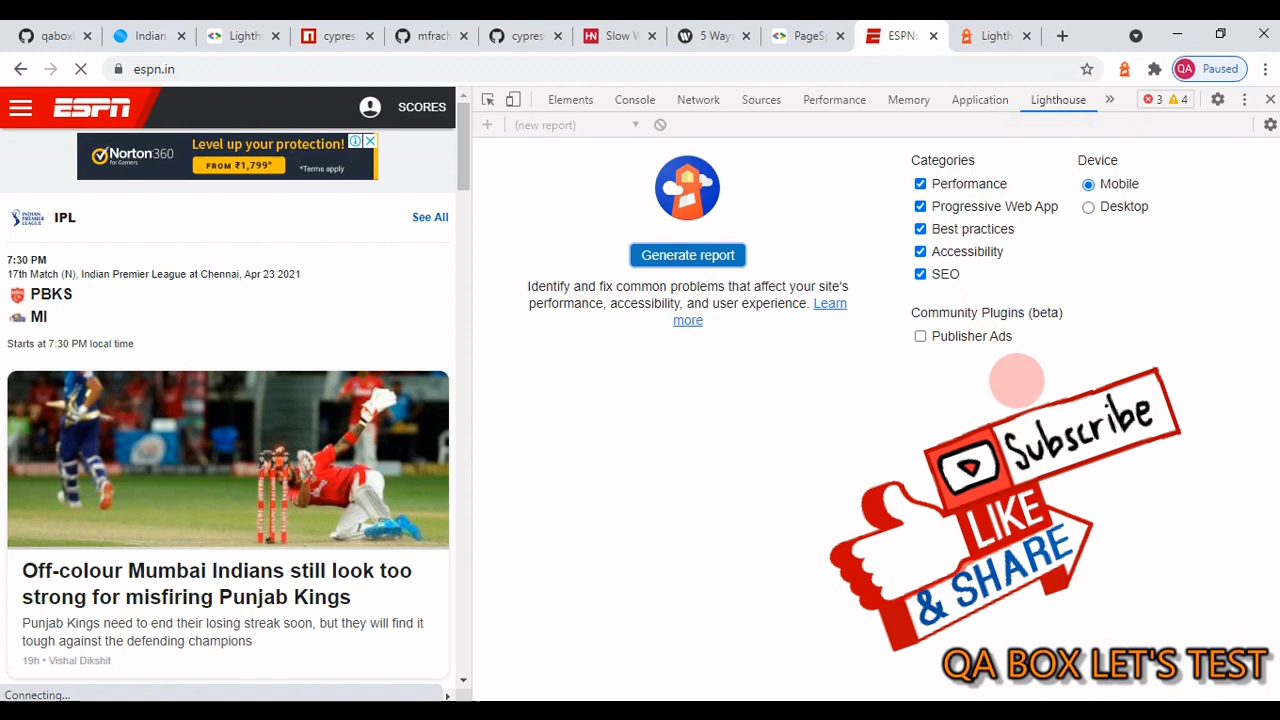 qabox
Indian
Lighth
cypres
mfrach
cypres
Slow W
5 Ways
PageSp
ESPN:
Lighth
espn.in
QA
Paused
ESPN
SCORES
Elements
Console
Network
Sources
Performance
Memory
Application
Lighthouse
3
4
(new report)
norton360
for Gamers
Level up your protection!
FROM ₹1,799*
*Terms apply
INDIAN PREMIER LEAGUE
IPL
See All
7:30 PM
17th Match (N), Indian Premier League at Chennai, Apr 23 2021
PBKS
MI
Starts at 7:30 PM local time
Off-colour Mumbai Indians still look too
strong for misfiring Punjab Kings
Punjab Kings need to end their losing streak soon, but they will find it
tough against the defending champions
19h • Vishal Dikshit
Connecting...
Generate report
Identify and fix common problems that affect your site's
performance, accessibility, and user experience. Learn
more
Categories
Performance
Progressive Web App
Best practices
Accessibility
SEO
Device
Mobile
Desktop
Community Plugins (beta)
Publisher Ads
Subscribe
LIKE
& SHARE
QA BOX LET'S TEST